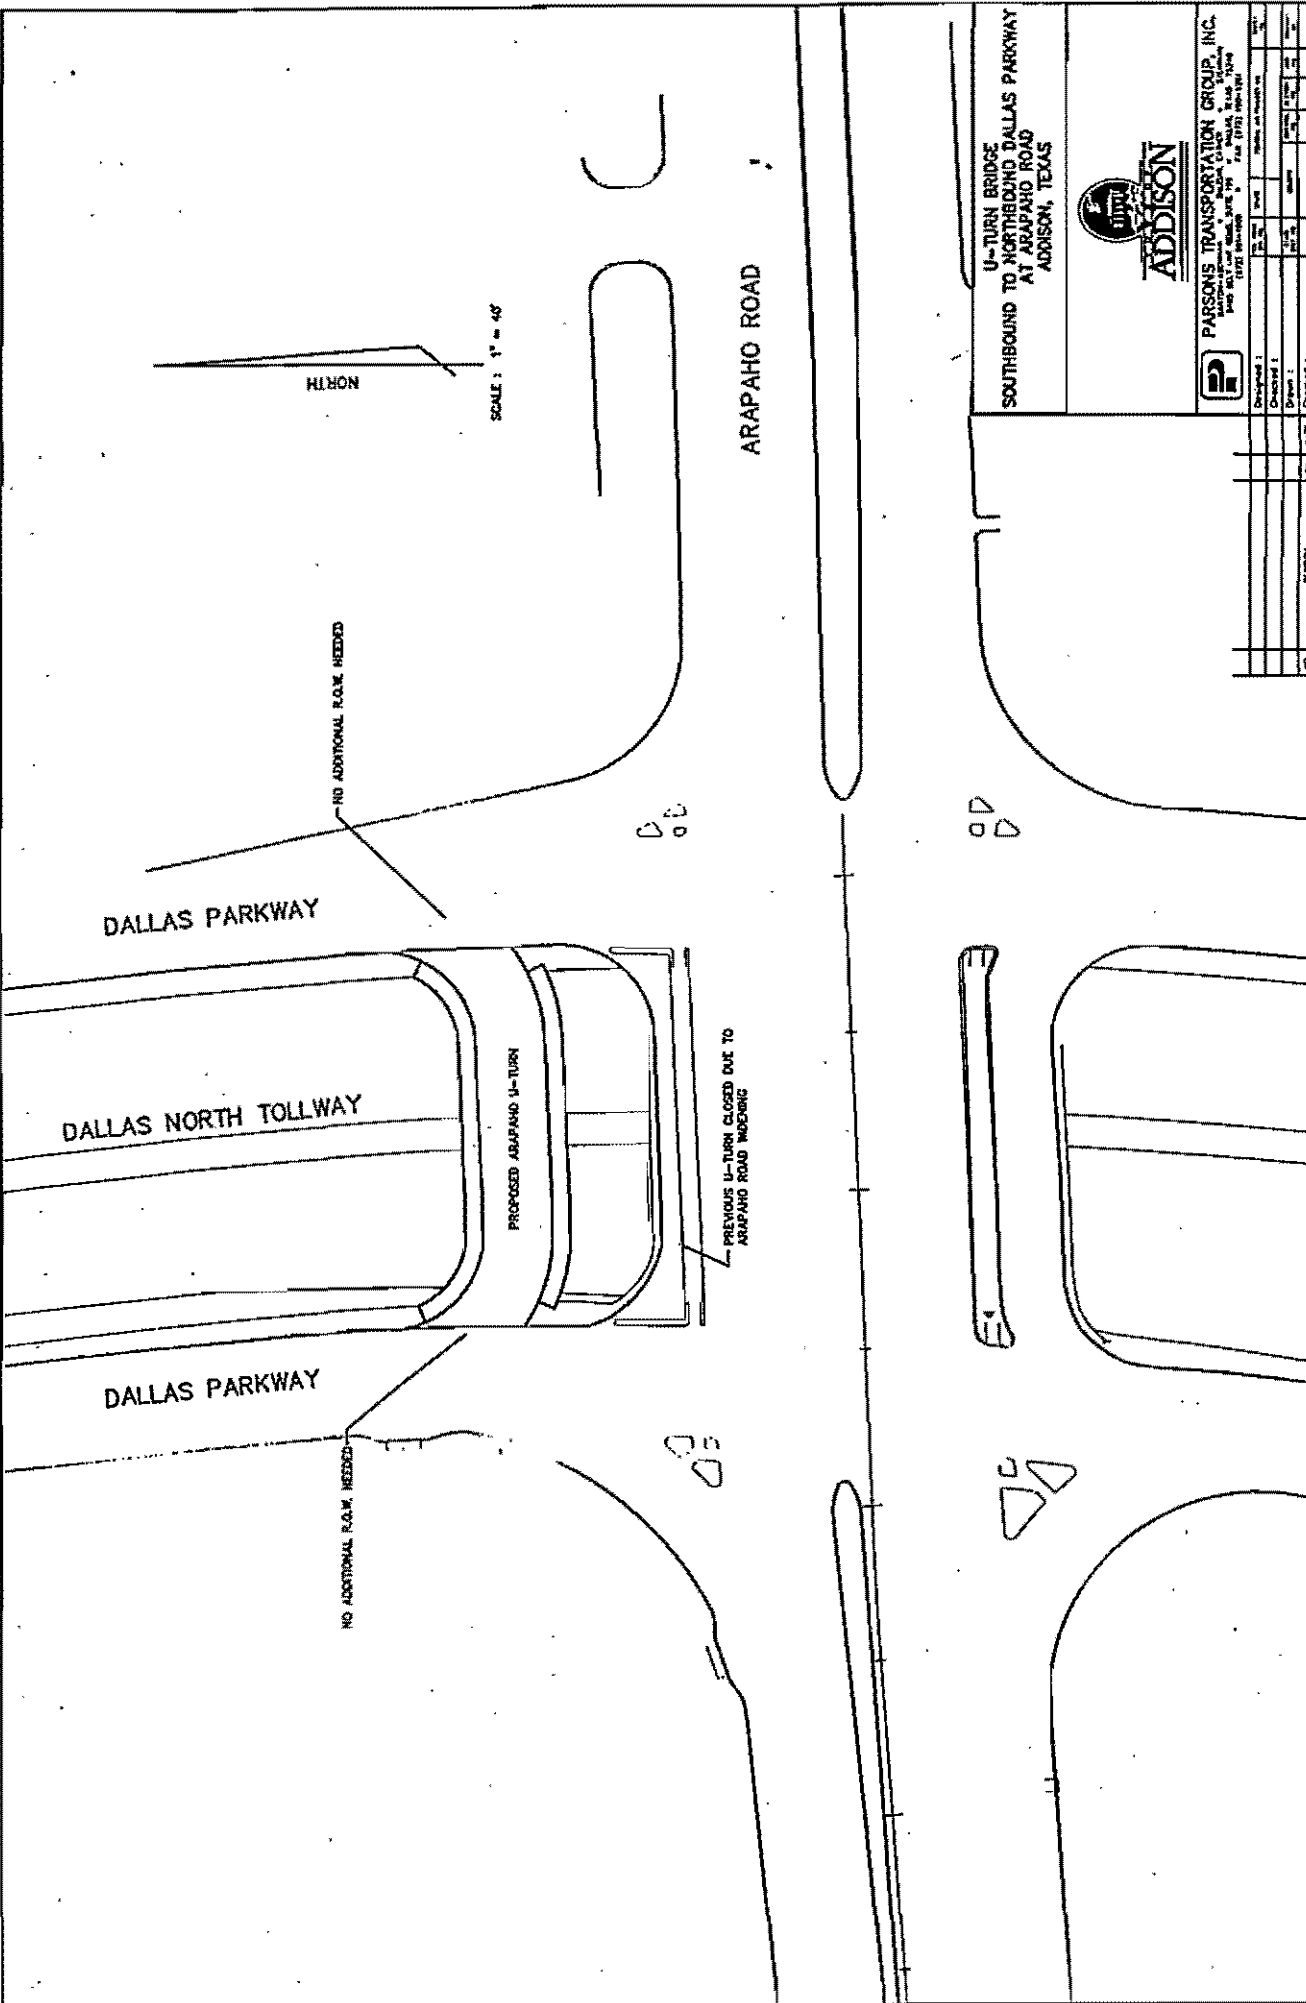 DALLAS PARKWAY
DALLAS NORTH TOLLWAY
DALLAS PARKWAY
NO ADDITIONAL R.O.W. NEEDED
NO ADDITIONAL R.O.W. NEEDED
PROPOSED ARAPAHO U-TURN
PREVIOUS U-TURN CLOSED DUE TO
ARAPAHO ROAD WIDENING
NORTH
SCALE : 1" = 40'
ARAPAHO ROAD
U-TURN BRIDGE
SOUTHBOUND TO NORTHBOUND DALLAS PARKWAY
AT ARAPAHO ROAD
ADDISON, TEXAS
ADDISON
PARSONS TRANSPORTATION GROUP, INC.
Designed :
Checked :
Drawn :
Checked :